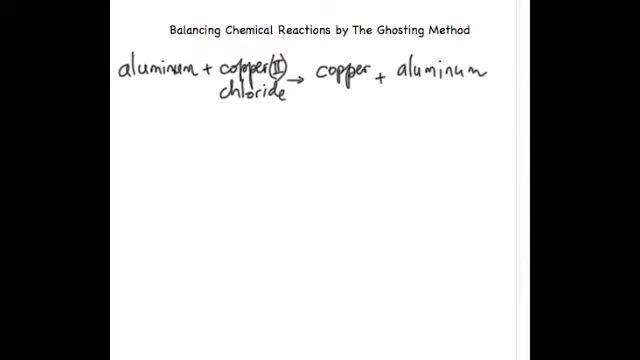 Balancing Chemical Reactions by The Ghosting Method
aluminum + copper(II) → copper + aluminum
chloride